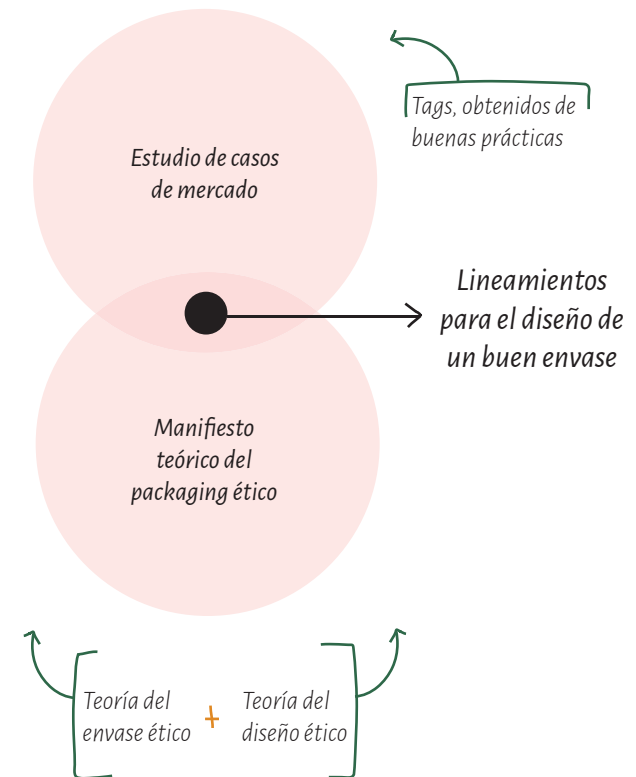 Tags, obtenidos de
buenas prácticas
Estudio de casos
de mercado
Lineamientos
para el diseño de
un buen envase
Manifiesto
teórico del
packaging ético
Teoría del
envase ético
+
Teoría del
diseño ético